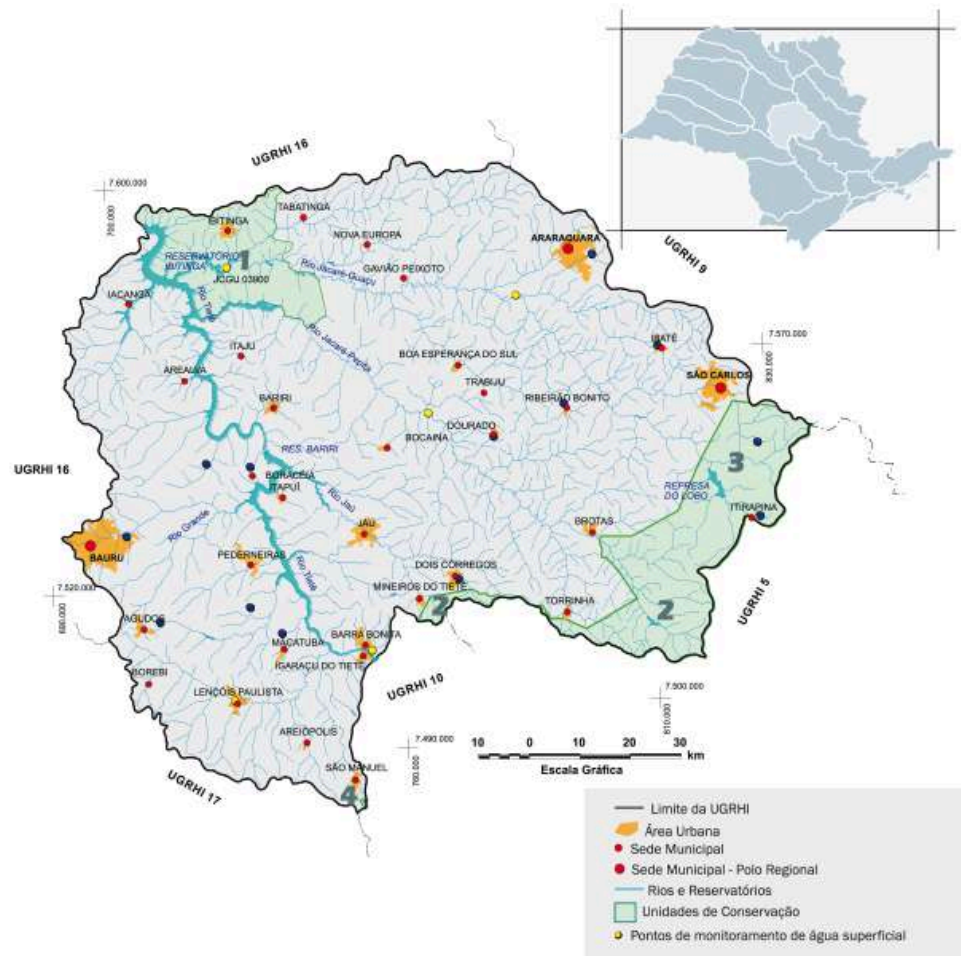 UGRHI 16
7.600.000
700.000
TABATINGA
IBITINGA
NOVA EUROPA
ARARAQUARA
UGRHI 9
1
RESERVATÓRIO
IBITINGA
JCGU 03900
Rio Jacaré-Guaçu
GAVIÃO PEIXOTO
IACANGA
Rio Tietê
Rio Jacaré-Pepira
IBATÉ
7.570.000
830.000
ITAJÚ
BOA ESPERANÇA DO SUL
AREALVA
TRABIJU
SÃO CARLOS
BARIRI
RIBEIRÃO BONITO
DOURADO
BOCAINA
RES. BARIRI
UGRHI 16
3
BORACÉIA
ITAPUÍ
REPRESA
DO LOBO
Rio Jaú
ITIRAPINA
Rio Grande
JAÚ
BROTAS
BAURU
PEDERNEIRAS
Rio Tietê
DOIS CÓRREGOS
MINEIROS DO TIETÊ
7.520.000
690.000
2
TORRINHA
2
UGRHI 5
AGUDOS
MACATUBA
BARRA BONITA
IGARAÇU DO TIETÊ
BOREBI
UGRHI 10
LENÇÓIS PAULISTA
7.500.000
810.000
AREIÓPOLIS
7.490.000
760.000
10 0 10 20 30 km
Escala Gráfica
SÃO MANUEL
4
UGRHI 17
Limite da UGRHI
Área Urbana
Sede Municipal
Sede Municipal - Polo Regional
Rios e Reservatórios
Unidades de Conservação
Pontos de monitoramento de água superficial